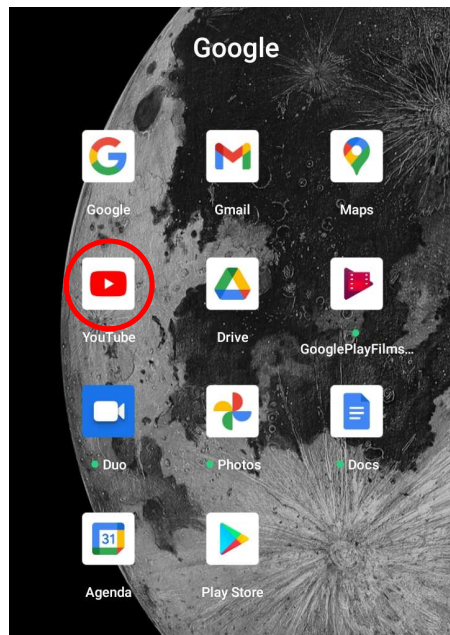 Google
Google
Gmail
Maps
YouTube
Drive
GooglePlayFilms...
Duo
Photos
Docs
31
Agenda
Play Store